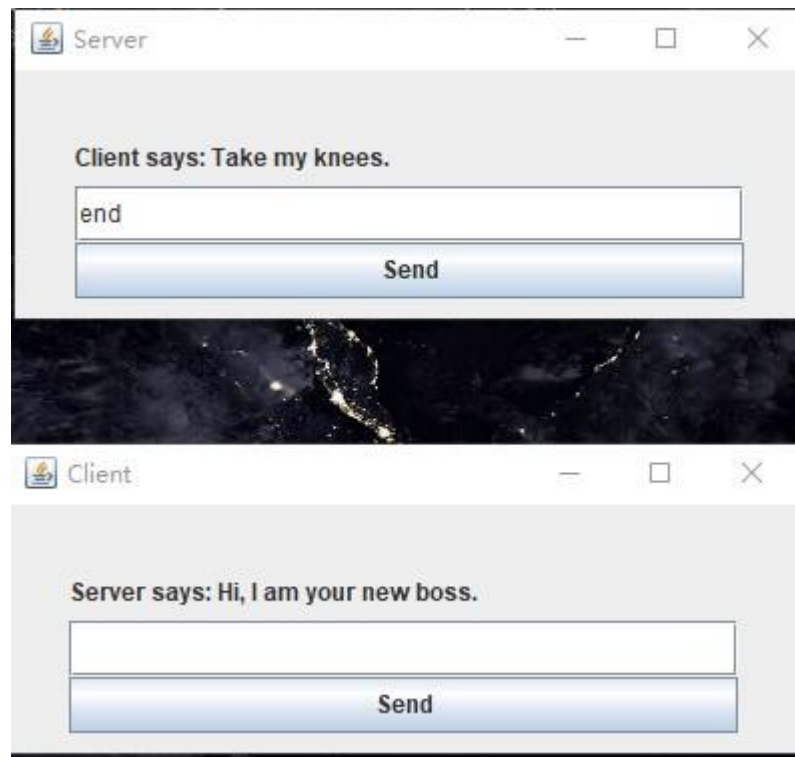 Server
Client says: Take my knees.
end
Send
Client
Server says: Hi, I am your new boss.
Send